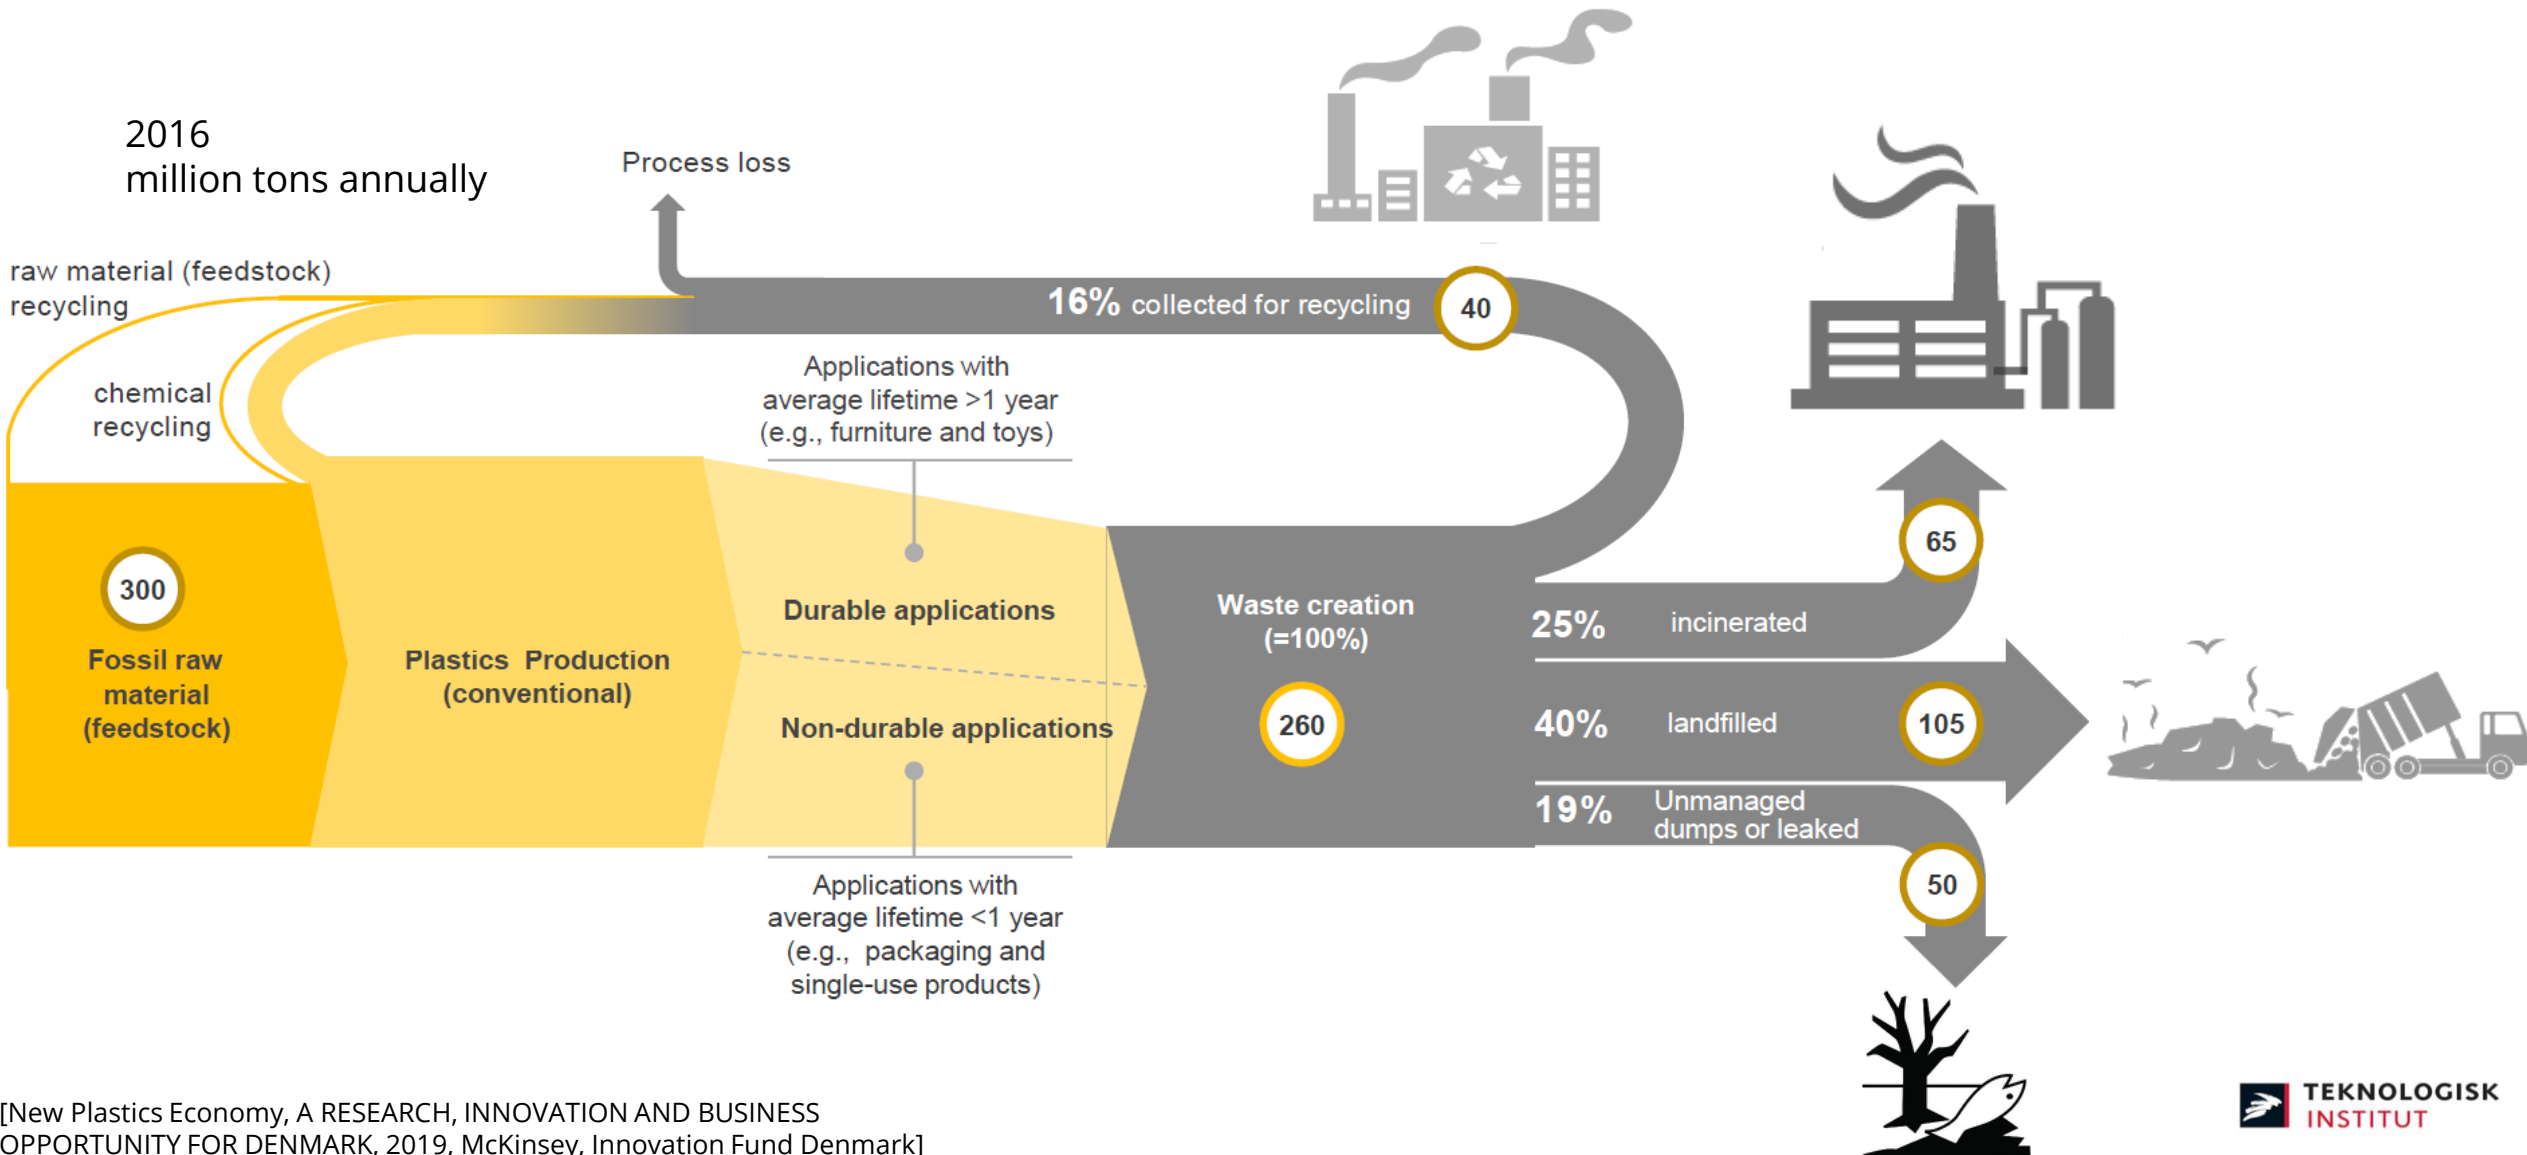 2016
million tons annually
Process loss
raw material (feedstock)
recycling
16% collected for recycling
40
chemical
recycling
Applications with
average lifetime >1 year
(e.g., furniture and toys)
65
300
Fossil raw
material
(feedstock)
Plastics Production
(conventional)
Durable applications
Non-durable applications
Waste creation
(=100%)
260
25% incinerated
40% landfilled
105
19% Unmanaged
dumps or leaked
50
Applications with
average lifetime <1 year
(e.g., packaging and
single-use products)
[New Plastics Economy, A RESEARCH, INNOVATION AND BUSINESS
OPPORTUNITY FOR DENMARK, 2019, McKinsey, Innovation Fund Denmark]
TEKNOLOGISK
INSTITUT